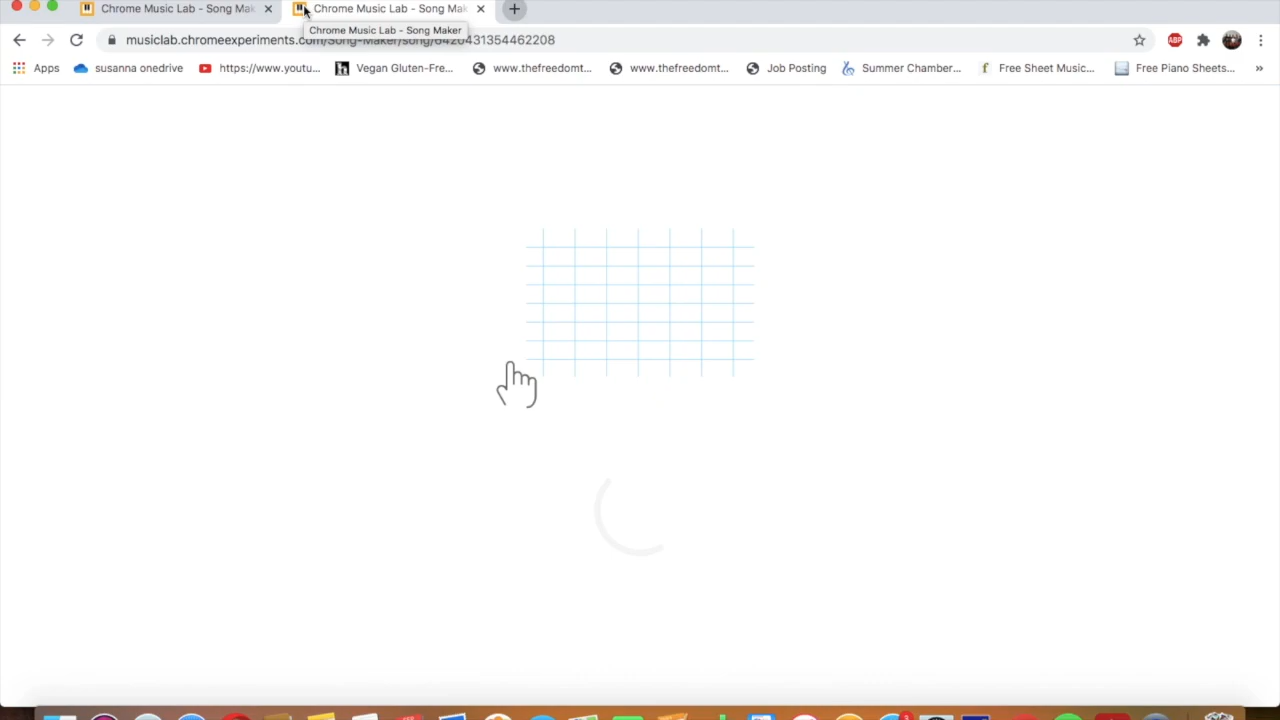 Chrome Music Lab - Song Mak
Chrome Music Lab - Song Mak
Chrome Music Lab - Song Maker
musiclab.chromeexperiments.com/Song-Maker/song/6420431354462208
ABP
Apps
susanna onedrive
https://www.youtu...
Vegan Gluten-Fre...
www.thefreedomt...
www.thefreedomt...
Job Posting
Summer Chamber...
Free Sheet Music...
Free Piano Sheets...
»